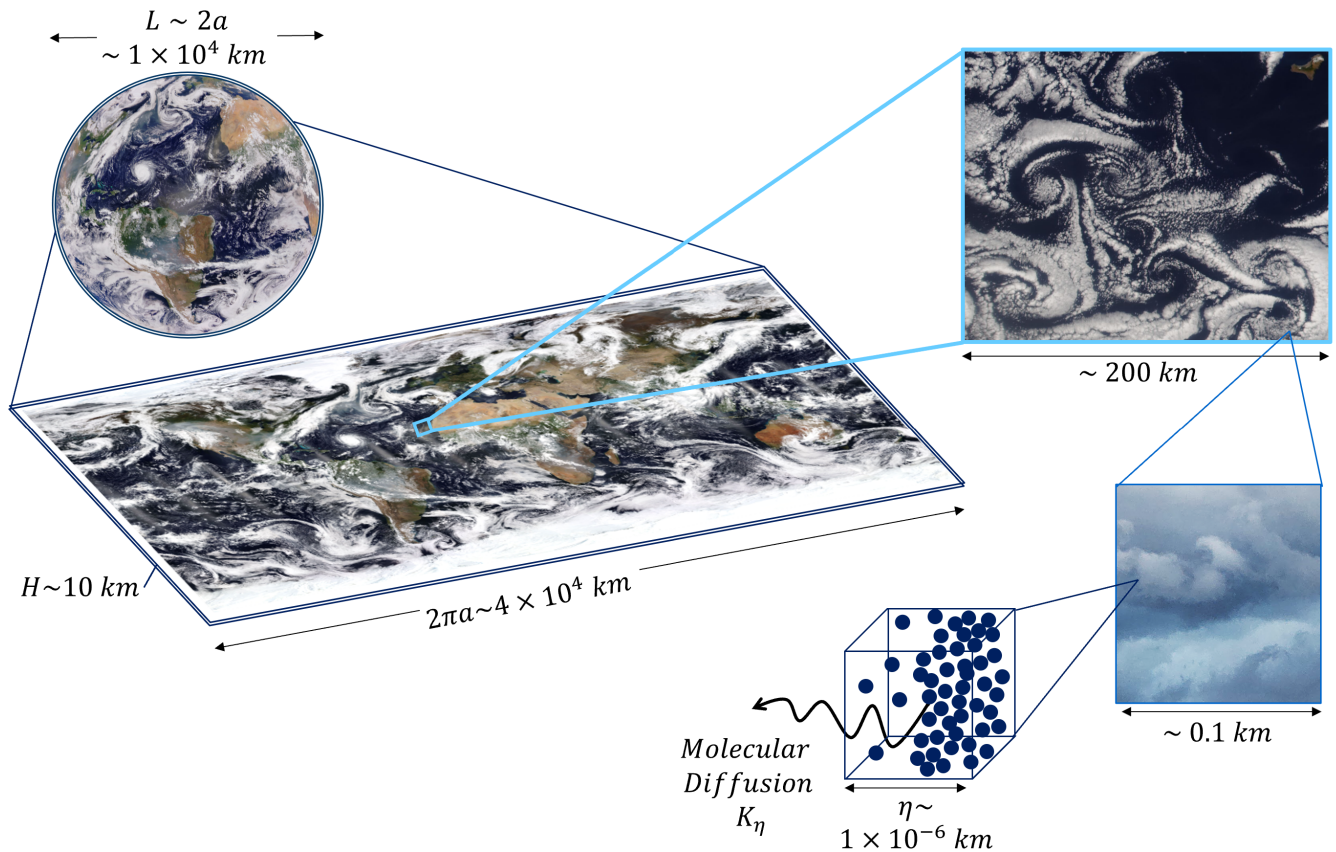 L ~ 2a
~ 1 × 10⁴ km
~ 200 km
H~10 km
2πa~4 × 10⁴ km
~ 0.1 km
Molecular
Diffusion
K_η
η~
1 × 10⁻⁶ km